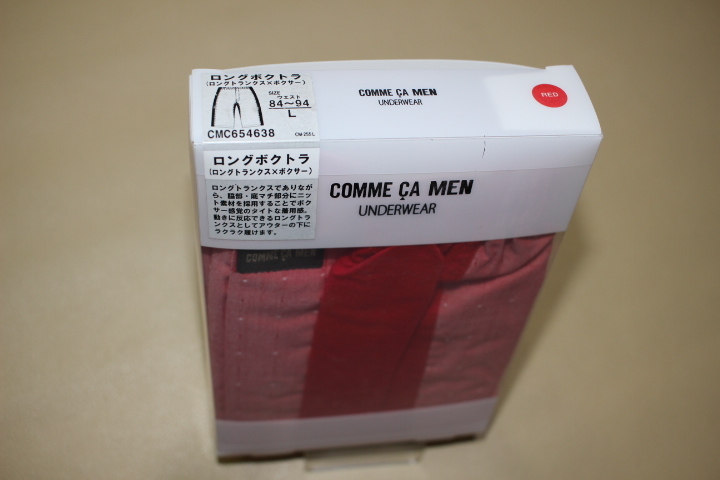 ロングボクトラ
(ロングトランクス×ボクサー)
SIZE
ウエスト
84〜94
L
CMC654638
COMME ÇA MEN
UNDERWEAR
RED
ロングボクトラ
(ロングトランクス×ボクサー)
ロングトランクスでありなが
ら、脇部・底マチ部分にニッ
ト素材を採用することでボク
サー感覚のタイトな着用感。
動きに反応できるロングトラ
ンクスとしてアウターの下に
ラクラク履けます。
COMME ÇA MEN
UNDERWEAR
COMME ÇA MEN